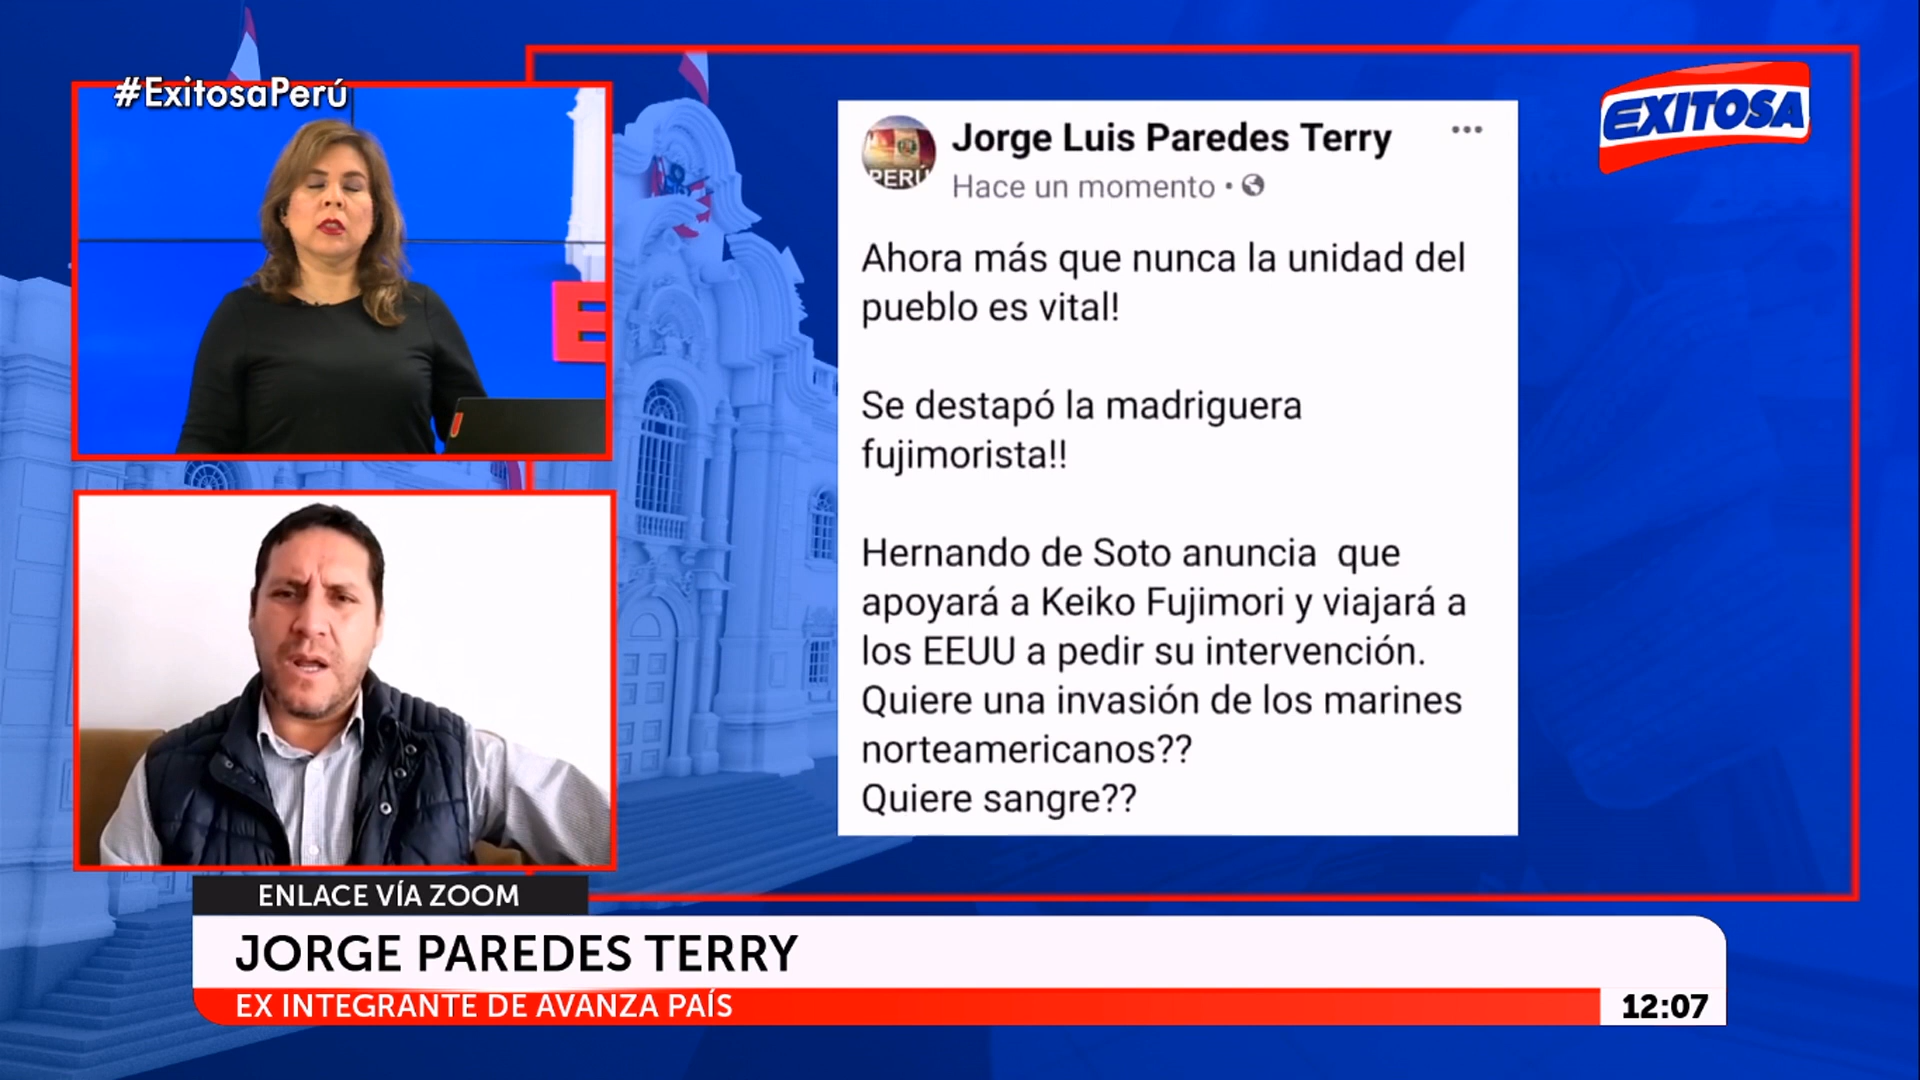 #ExitosaPerú
EXITOSA
E
PERÚ
Jorge Luis Paredes Terry
Hace un momento •
Ahora más que nunca la unidad del
pueblo es vital!
Se destapó la madriguera
fujimorista!!
Hernando de Soto anuncia  que
apoyará a Keiko Fujimori y viajará a
los EEUU a pedir su intervención.
Quiere una invasión de los marines
norteamericanos??
Quiere sangre??
ENLACE VÍA ZOOM
JORGE PAREDES TERRY
EX INTEGRANTE DE AVANZA PAÍS
12:07